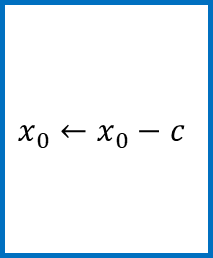 x₀ ← x₀ − c